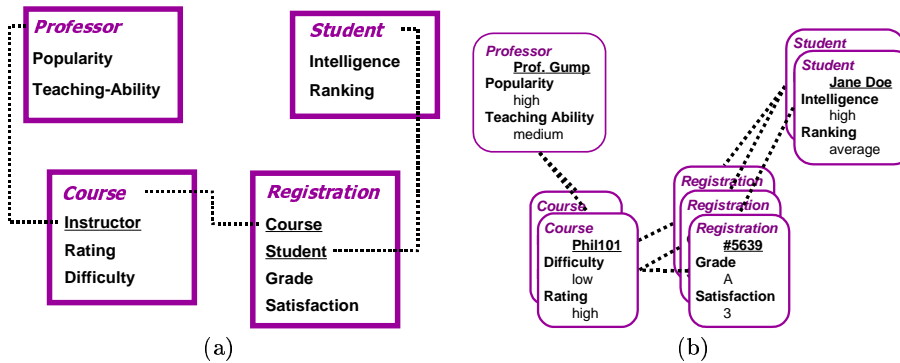 Professor
Popularity
Teaching-Ability
Student
Intelligence
Ranking
Course
Instructor
Rating
Difficulty
Registration
Course
Student
Grade
Satisfaction
(a)
Professor
Prof. Gump
Popularity
high
Teaching Ability
medium
Student
Student
Jane Doe
Intelligence
high
Ranking
average
Course
Course
Phil101
Difficulty
low
Rating
high
Registration
Registration
Registration
#5639
Grade
A
Satisfaction
3
(b)